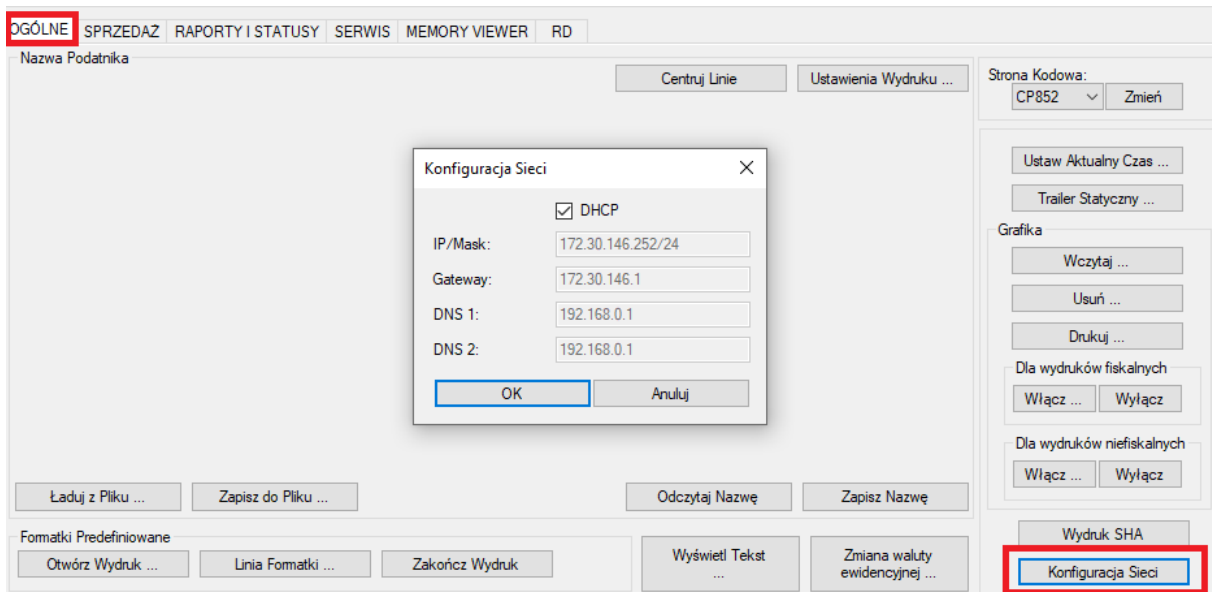 OGÓLNE SPRZEDAŻ RAPORTY I STATUSY SERWIS MEMORY VIEWER RD
Nazwa Podatnika
Centruj Linie
Ustawienia Wydruku ...
Strona Kodowa:
CP852
Zmień
Konfiguracja Sieci
DHCP
IP/Mask:
172.30.146.252/24
Gateway:
172.30.146.1
DNS 1:
192.168.0.1
DNS 2:
192.168.0.1
OK
Anuluj
Ustaw Aktualny Czas ...
Trailer Statyczny ...
Grafika
Wczytaj ...
Usuń ...
Drukuj ...
Dla wydruków fiskalnych
Włącz ...
Wyłącz
Dla wydruków niefiskalnych
Włącz ...
Wyłącz
Ładuj z Pliku ...
Zapisz do Pliku ...
Odczytaj Nazwę
Zapisz Nazwę
Formatki Predefiniowane
Otwórz Wydruk ...
Linia Formatki ...
Zakończ Wydruk
Wyświetl Tekst
...
Zmiana waluty
ewidencyjnej ...
Wydruk SHA
Konfiguracja Sieci